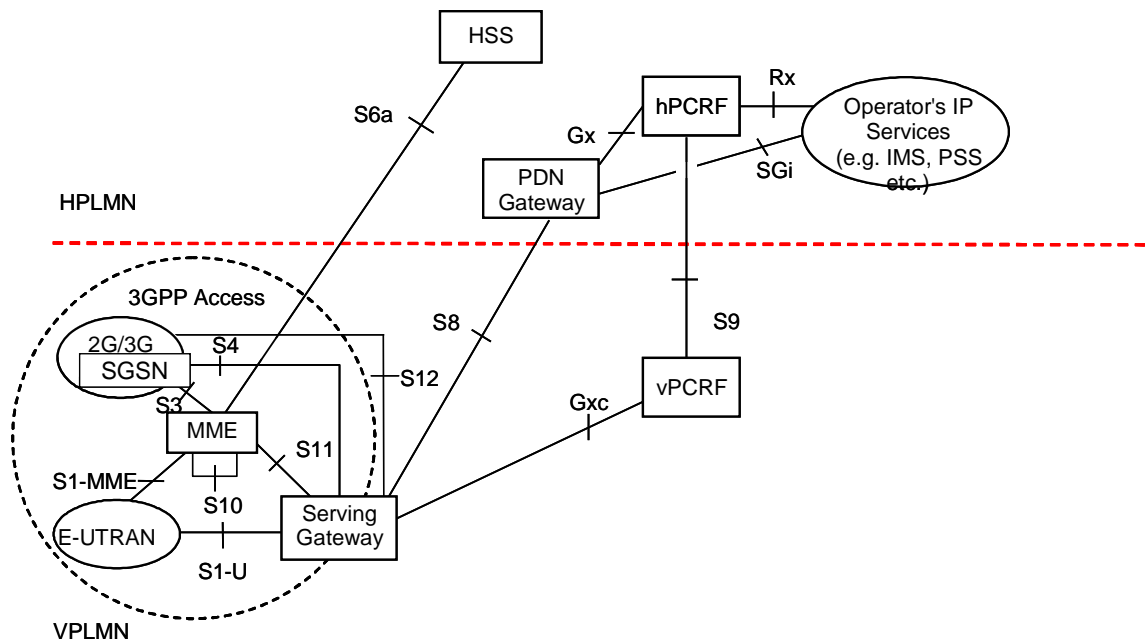 HSS
Rx
hPCRF
Operator's IP
Services
(e.g. IMS, PSS
etc.)
S6a
Gx
SGi
PDN
Gateway
HPLMN
3GPP Access
2G/3G
SGSN
S4
S8
S9
S12
S3
vPCRF
Gxc
MME
S11
S1-MME
S10
Serving
Gateway
E-UTRAN
S1-U
VPLMN